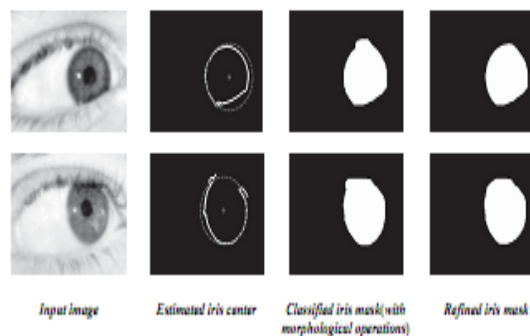 Input image
Estimated iris center
Classified iris mask(with
morphological operations)
Refined iris mask